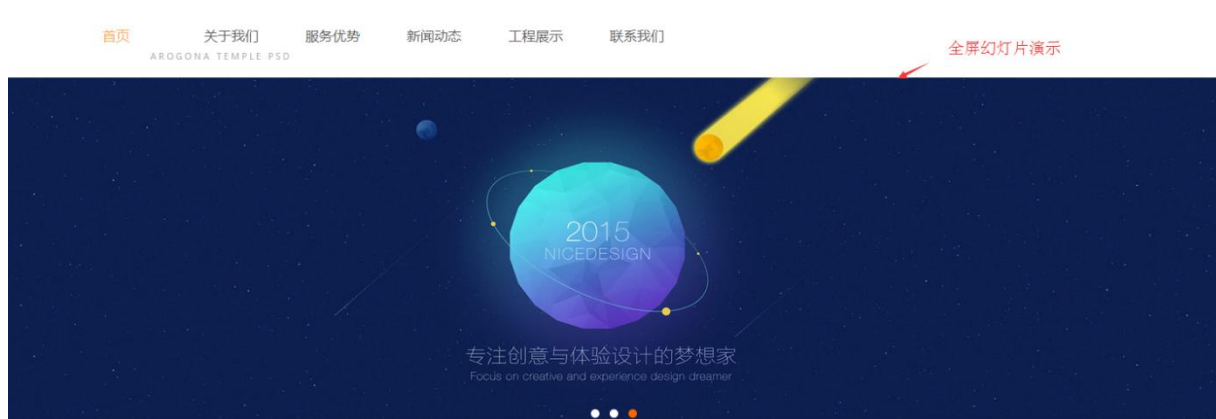 首页 关于我们 服务优势 新闻动态 工程展示 联系我们
AROGONA TEMPLE PSD
全屏幻灯片演示
2015
NICEDESIGN
专注创意与体验设计的梦想家
Focus on creative and experience design dreamer